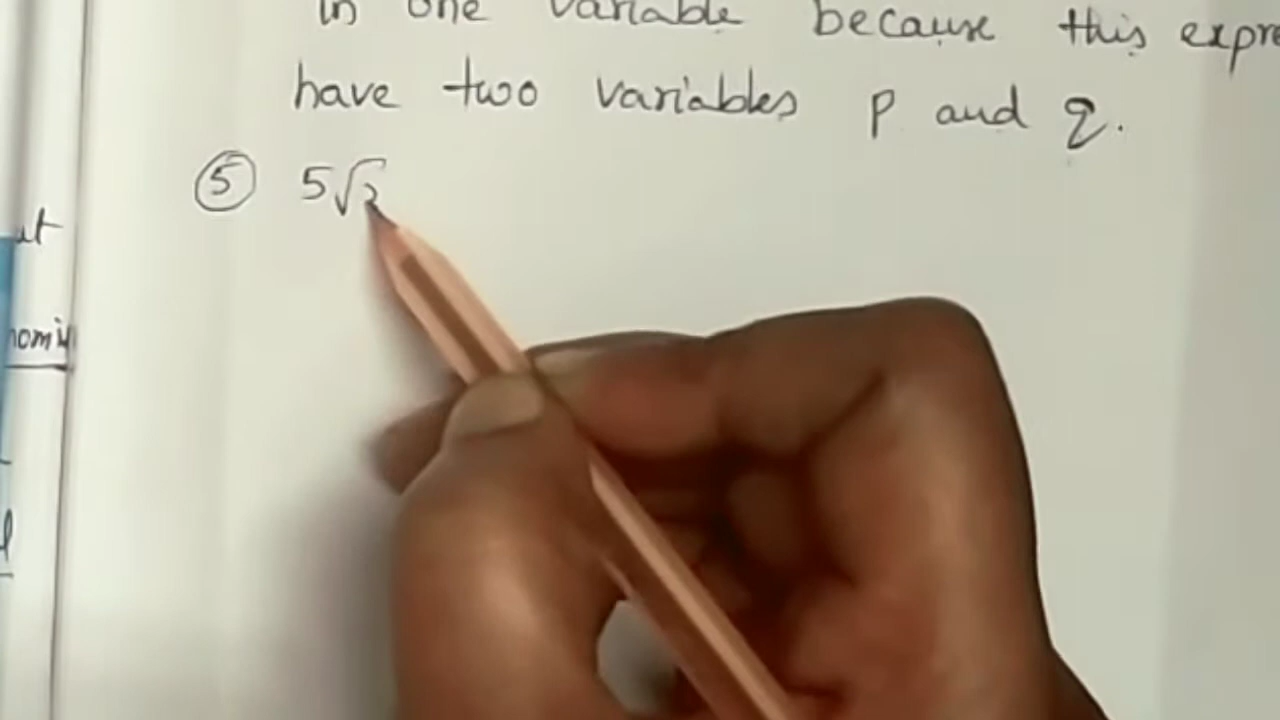 in one variable because this expre
have two variables p and q.
⑤ 5√